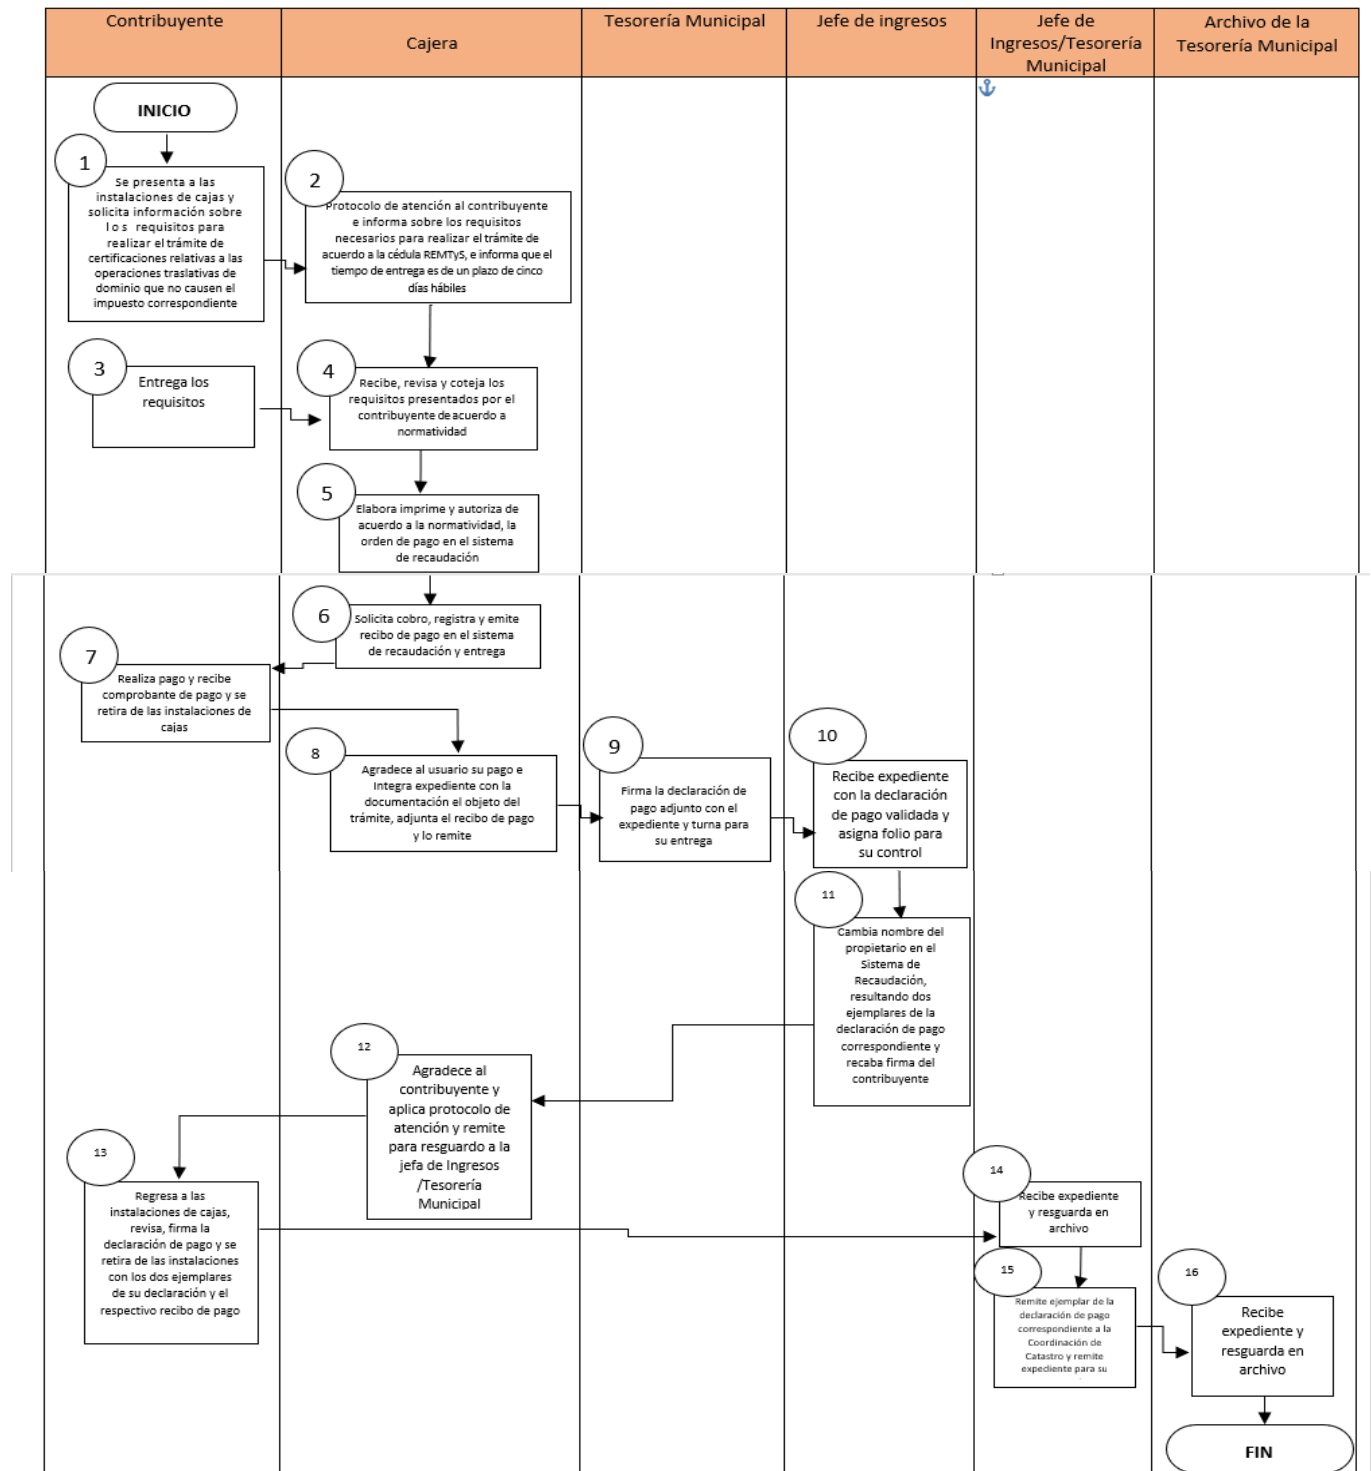 Contribuyente
Cajera
Tesorería Municipal
Jefe de ingresos
Jefe de
Ingresos/Tesorería
Municipal
Archivo de la
Tesorería Municipal
INICIO
1
Se presenta a las
instalaciones de cajas y
solicita información sobre
los requisitos para
realizar el trámite de
certificaciones relativas a las
operaciones traslativas de
dominio que no causen el
impuesto correspondiente
2
Protocolo de atención al contribuyente
e informa sobre los requisitos
necesarios para realizar el trámite de
acuerdo a la cédula REMTyS, e informa que el
tiempo de entrega es de un plazo de cinco
días hábiles
3
Entrega los
requisitos
4
Recibe, revisa y coteja los
requisitos presentados por el
contribuyente de acuerdo a
normatividad
5
Elabora imprime y autoriza de
acuerdo a la normatividad, la
orden de pago en el sistema
de recaudación
6
Solicita cobro, registra y emite
recibo de pago en el sistema
de recaudación y entrega
7
Realiza pago y recibe
comprobante de pago y se
retira de las instalaciones de
cajas
8
Agradece al usuario su pago e
Integra expediente con la
documentación el objeto del
trámite, adjunta el recibo de pago
y lo remite
9
Firma la declaración de
pago adjunto con el
expediente y turna para
su entrega
10
Recibe expediente
con la declaración
de pago validada y
asigna folio para
su control
11
Cambia nombre del
propietario en el
Sistema de
Recaudación,
resultando dos
ejemplares de la
declaración de pago
correspondiente y
recaba firma del
contribuyente
12
Agradece al
contribuyente y
aplica protocolo de
atención y remite
para resguardo a la
jefa de Ingresos
/Tesorería
Municipal
13
Regresa a las
instalaciones de cajas,
revisa, firma la
declaración de pago y se
retira de las instalaciones
con los dos ejemplares
de su declaración y el
respectivo recibo de pago
14
Recibe expediente
y resguarda en
archivo
15
Remite ejemplar de la
declaración de pago
correspondiente a la
Coordinación de
Catastro y remite
expediente para su
16
Recibe
expediente y
resguarda en
archivo
FIN